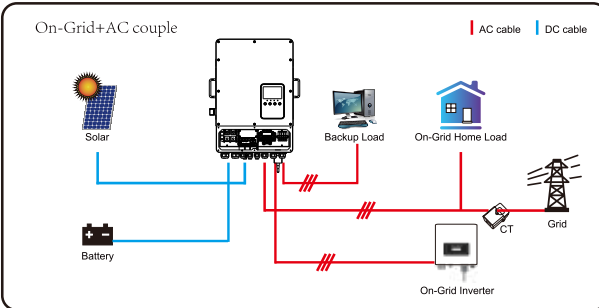 On-Grid+AC couple
AC cable
DC cable
Solar
Backup Load
On-Grid Home Load
CT
Grid
Battery
On-Grid Inverter